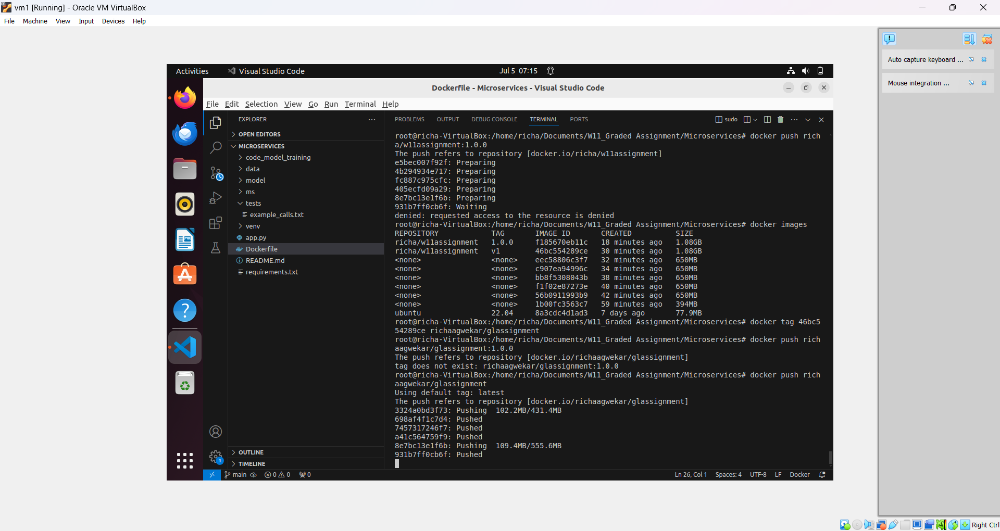 vm1 [Running] - Oracle VM VirtualBox
File Machine View Input Devices Help
Auto capture keyboard ...
Mouse integration ...
Activities Visual Studio Code Jul 5 07:15
Dockerfile - Microservices - Visual Studio Code
File Edit Selection View Go Run Terminal Help
EXPLORER
OPEN EDITORS
MICROSERVICES
code_model_training
data
model
ms
tests
example_calls.txt
venv
app.py
Dockerfile
README.md
requirements.txt
OUTLINE
TIMELINE
1
PROBLEMS OUTPUT DEBUG CONSOLE TERMINAL PORTS sudo
root@richa-VirtualBox:/home/richa/Documents/W11_Graded Assignment/Microservices# docker push rich
a/w11assignment:1.0.0
The push refers to repository [docker.io/richa/w11assignment]
e5bec007f92f: Preparing
4b294934e717: Preparing
fc887c975cfc: Preparing
405ecfd09a29: Preparing
8e7bc13e1f6b: Preparing
931b7ff0cb6f: Waiting
denied: requested access to the resource is denied
root@richa-VirtualBox:/home/richa/Documents/W11_Graded Assignment/Microservices# docker images
REPOSITORY TAG IMAGE ID CREATED SIZE
richa/w11assignment 1.0.0 f185670eb11c 18 minutes ago 1.08GB
richa/w11assignment v1 46bc554289ce 30 minutes ago 1.08GB
<none> <none> eec58806c3f7 32 minutes ago 650MB
<none> <none> c907ea94996c 34 minutes ago 650MB
<none> <none> bb8f5308043b 38 minutes ago 650MB
<none> <none> f1f02e87273e 40 minutes ago 650MB
<none> <none> 56b0911993b9 42 minutes ago 650MB
<none> <none> 1b00fc3563c7 59 minutes ago 394MB
ubuntu 22.04 8a3cdc4d1ad3 7 days ago 77.9MB
root@richa-VirtualBox:/home/richa/Documents/W11_Graded Assignment/Microservices# docker tag 46bc5
54289ce richaagwekar/glassignment
root@richa-VirtualBox:/home/richa/Documents/W11_Graded Assignment/Microservices# docker push rich
aagwekar/glassignment:1.0.0
The push refers to repository [docker.io/richaagwekar/glassignment]
tag does not exist: richaagwekar/glassignment:1.0.0
root@richa-VirtualBox:/home/richa/Documents/W11_Graded Assignment/Microservices# docker push rich
aagwekar/glassignment
Using default tag: latest
The push refers to repository [docker.io/richaagwekar/glassignment]
3324a0bd3f73: Pushing 102.2MB/431.4MB
698af4f1c7d4: Pushed
7457317246f7: Pushed
a41c564759f9: Pushed
8e7bc13e1f6b: Pushing 109.4MB/555.6MB
931b7ff0cb6f: Pushed
main 0 0 0 Ln 26, Col 1 Spaces: 4 UTF-8 LF Docker
Right Ctrl